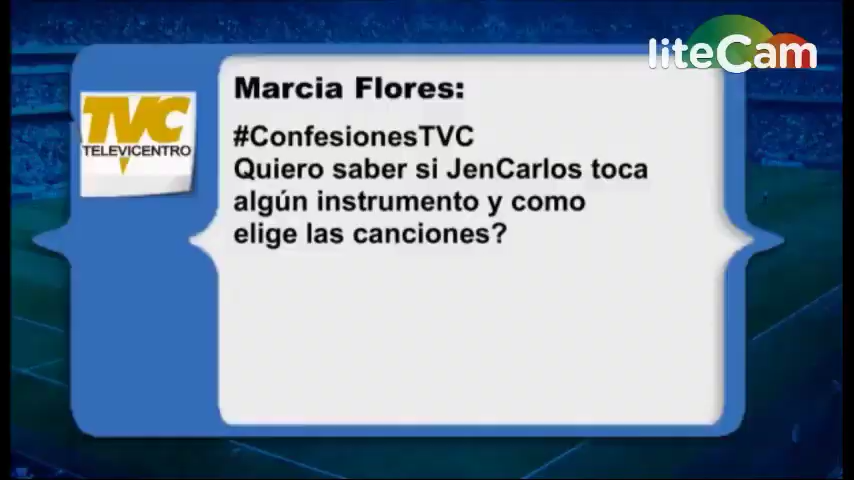 liteCam
Marcia Flores:
TVC
TELEVICENTRO
#ConfesionesTVC
Quiero saber si JenCarlos toca
algún instrumento y como
elige las canciones?